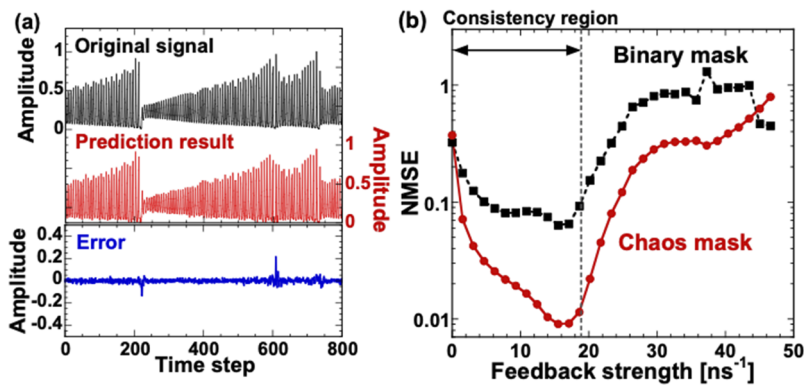 (a)
Original signal
Amplitude
1
0.5
0
Prediction result
Amplitude
1
0.5
0
Error
Amplitude
0.4
0.2
0
-0.2
-0.4
0
200
400
600
800
Time step
(b)
Consistency region
Binary mask
Chaos mask
NMSE
1
0.1
0.01
0
10
20
30
40
50
Feedback strength [ns-1]